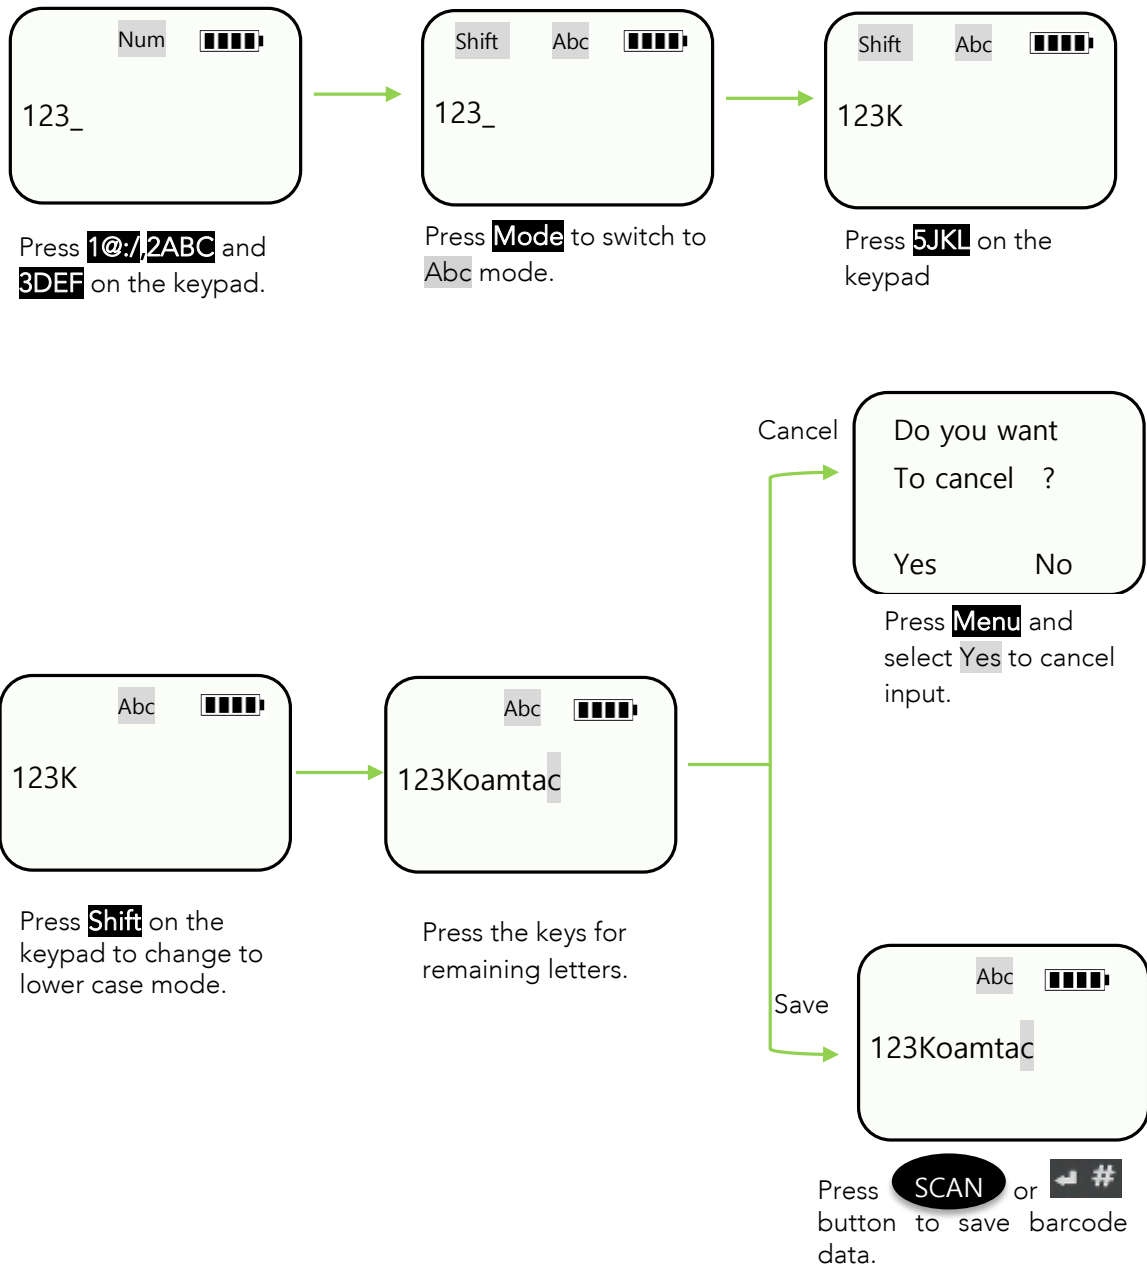 Num
123_
Press 1@:/,2ABC and
3DEF on the keypad.
Shift Abc
123_
Press Mode to switch to
Abc mode.
Shift Abc
123K
Press 5JKL on the
keypad
Abc
123K
Press Shift on the
keypad to change to
lower case mode.
Abc
123Koamtac
Press the keys for
remaining letters.
Cancel
Do you want
To cancel ?
Yes No
Press Menu and
select Yes to cancel
input.
Save
Abc
123Koamtac
Press SCAN or #
button to save barcode
data.